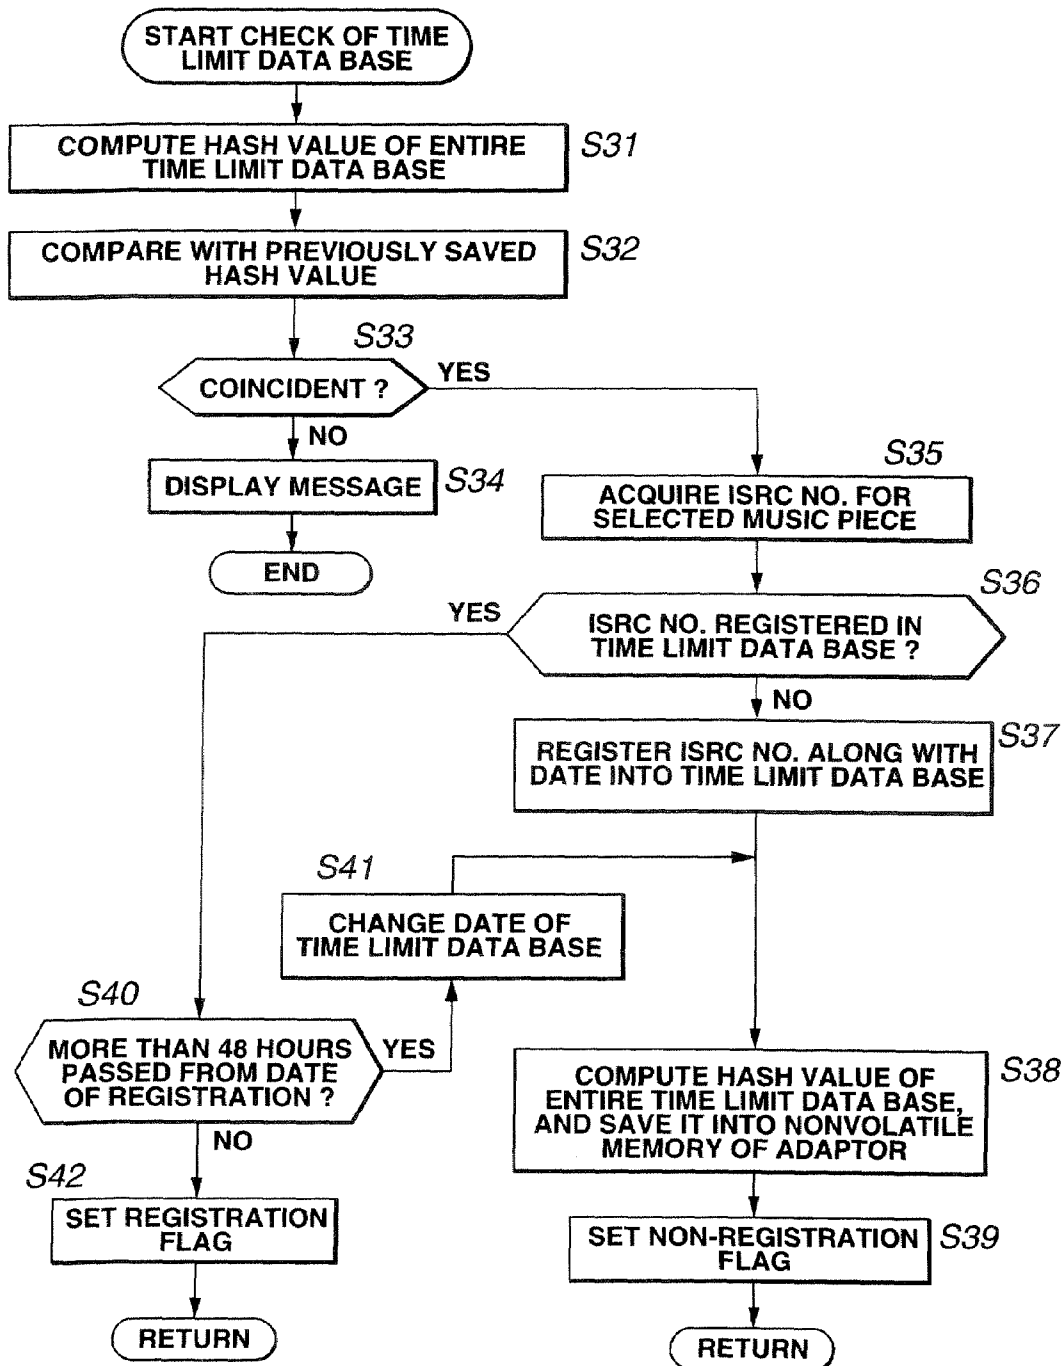 START CHECK OF TIME
LIMIT DATA BASE
COMPUTE HASH VALUE OF ENTIRE
TIME LIMIT DATA BASE
S31
COMPARE WITH PREVIOUSLY SAVED
HASH VALUE
S32
S33
COINCIDENT ?
YES
NO
DISPLAY MESSAGE
S34
END
S35
ACQUIRE ISRC NO. FOR
SELECTED MUSIC PIECE
S36
YES
ISRC NO. REGISTERED IN
TIME LIMIT DATA BASE ?
NO
S37
REGISTER ISRC NO. ALONG WITH
DATE INTO TIME LIMIT DATA BASE
S41
CHANGE DATE OF
TIME LIMIT DATA BASE
S40
MORE THAN 48 HOURS
PASSED FROM DATE
OF REGISTRATION ?
YES
NO
S38
COMPUTE HASH VALUE OF
ENTIRE TIME LIMIT DATA BASE,
AND SAVE IT INTO NONVOLATILE
MEMORY OF ADAPTOR
S42
SET REGISTRATION
FLAG
SET NON-REGISTRATION
FLAG
S39
RETURN
RETURN